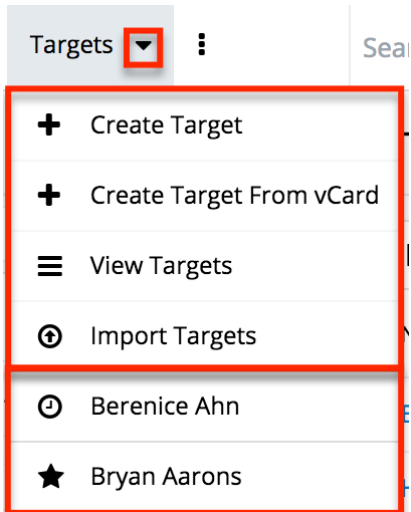 Targets
Sear
Create Target
Create Target From vCard
View Targets
Import Targets
Berenice Ahn
Bryan Aarons